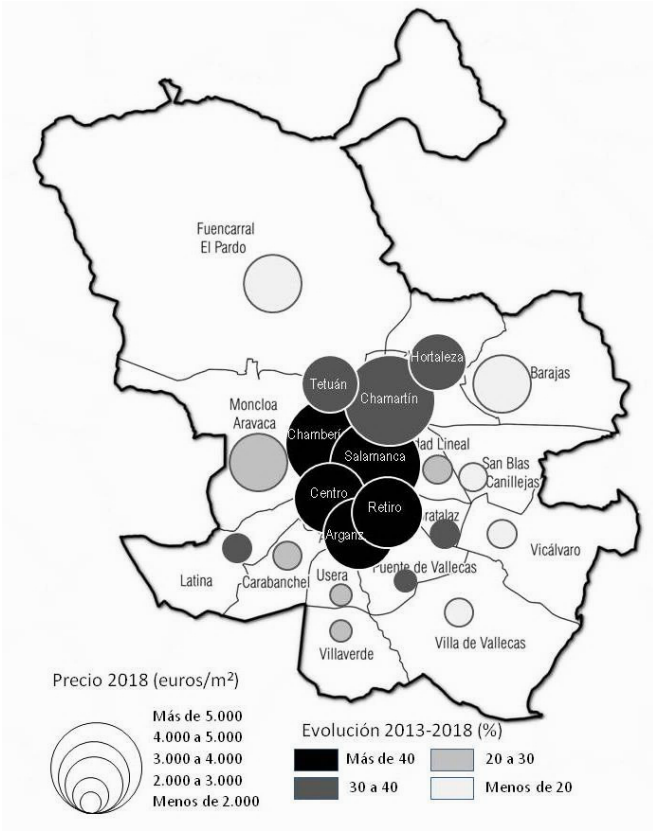 Fuencarral
El Pardo
Hortaleza
Tetuán
Barajas
Chamartín
Moncloa
Aravaca
Chamberí
dad Lineal
Salamanca
San Blas
Canillejas
Centro
Retiro
ratalaz
Arganz
Vicálvaro
Puente de Vallecas
Latina
Carabanchel
Usera
Villa de Vallecas
Villaverde
Precio 2018 (euros/m²)
Más de 5.000
4.000 a 5.000
3.000 a 4.000
2.000 a 3.000
Menos de 2.000
Evolución 2013-2018 (%)
Más de 40
20 a 30
30 a 40
Menos de 20